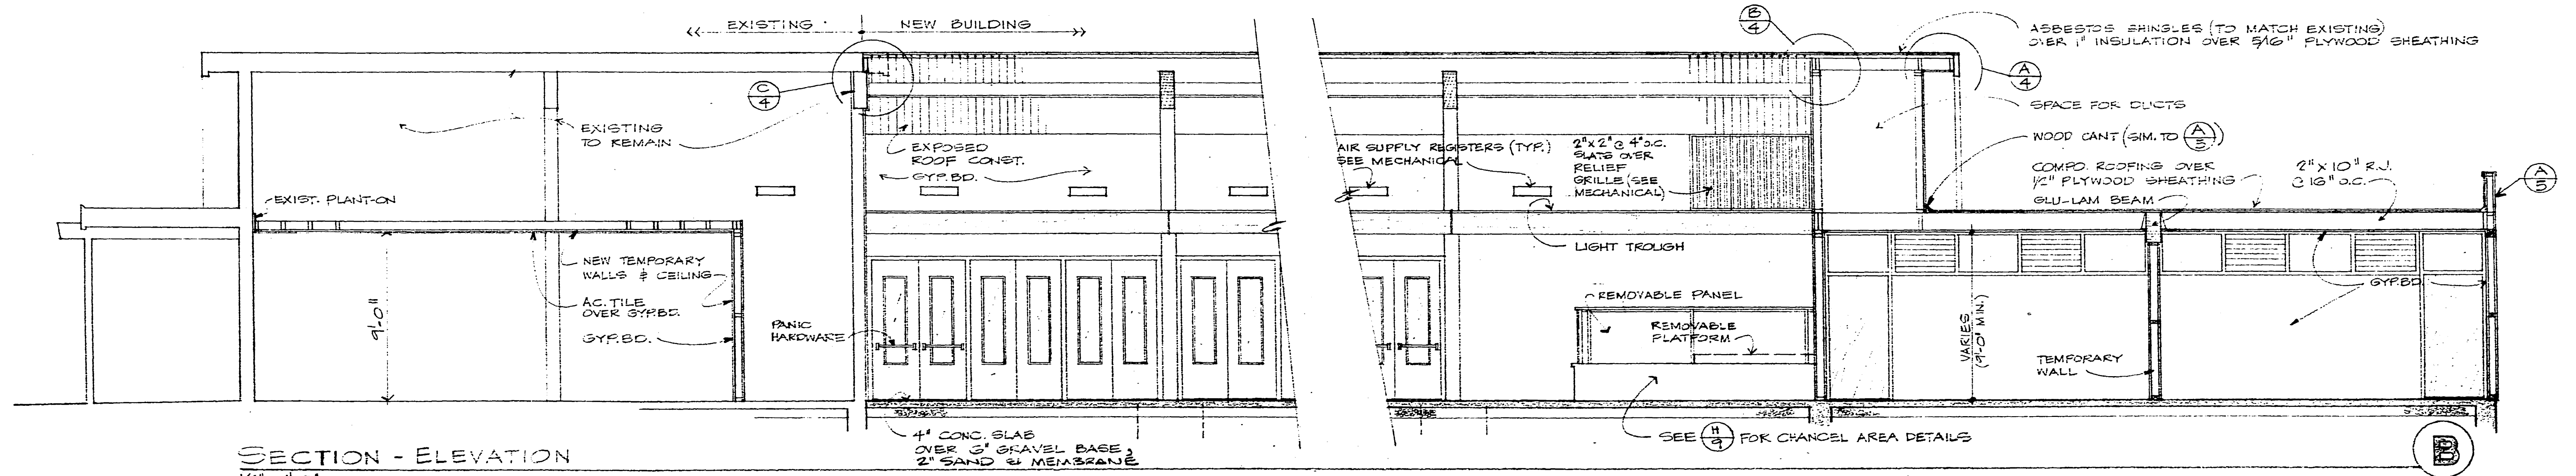 EXISTING
NEW BUILDING
B
4
ASBESTOS SHINGLES (TO MATCH EXISTING)
OVER 1" INSULATION OVER 5/16" PLYWOOD SHEATHING
A
4
C
4
SPACE FOR DUCTS
EXISTING
TO REMAIN
WOOD CANT (SIM. TO A/5)
EXPOSED
ROOF CONST.
GYP. BD.
AIR SUPPLY REGISTERS (TYP.)
SEE MECHANICAL
2" X 2" @ 4" O.C.
SLATS OVER
RELIEF
GRILLE (SEE
MECHANICAL)
COMPO. ROOFING OVER
1/2" PLYWOOD SHEATHING
2" X 10" R.J.
@ 16" O.C.
A
5
EXIST. PLANT-ON
GLU-LAM BEAM
LIGHT TROUGH
NEW TEMPORARY
WALLS & CEILING
AC. TILE
OVER GYP. BD.
GYP. BD.
9'-0"
PANIC
HARDWARE
REMOVABLE PANEL
REMOVABLE
PLATFORM
VARIES
(9'-0" MIN.)
GYP. BD.
TEMPORARY
WALL
4" CONC. SLAB
OVER 6" GRAVEL BASE,
2" SAND & MEMBRANE
SEE H/9 FOR CHANCEL AREA DETAILS
SECTION - ELEVATION
B